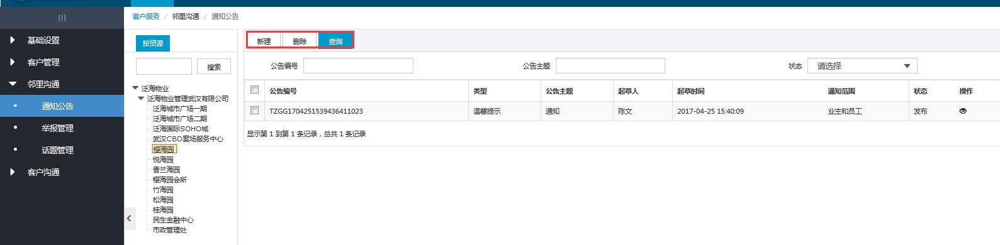 客户服务 / 邻里沟通 / 通知公告
基础设置
客户管理
邻里沟通
通知公告
举报管理
话题管理
客户沟通
按资源
搜索
泛海物业
泛海物业管理武汉有限公司
泛海城市广场一期
泛海城市广场二期
泛海国际SOHO城
武汉CBD案场服务中心
樱海园
悦海园
香兰海园
樱海园会所
竹海园
松海园
桂海园
民生金融中心
市政管理处
新建 删除 查询
公告编号 公告主题 状态 请选择
公告编号 类型 公告主题 起草人 起草时间 通知范围 状态 操作
TZGG1704251539436411023 温馨提示 通知 陈文 2017-04-25 15:40:09 业主和员工 发布
显示第 1 到第 1 条记录，总共 1 条记录